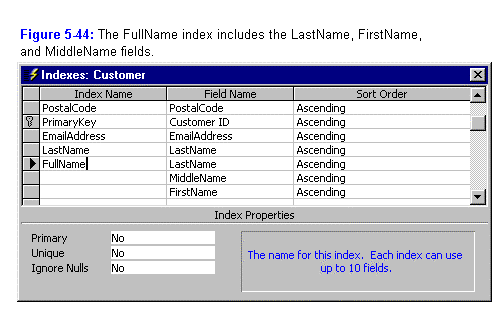 Figure 5-44: The FullName index includes the LastName, FirstName,
and MiddleName fields.
Indexes: Customer
Index Name Field Name Sort Order
PostalCode PostalCode Ascending
PrimaryKey Customer ID Ascending
EmailAddress EmailAddress Ascending
LastName LastName Ascending
FullName LastName Ascending
MiddleName Ascending
FirstName Ascending
Index Properties
Primary No
Unique No
Ignore Nulls No
The name for this index. Each index can use
up to 10 fields.